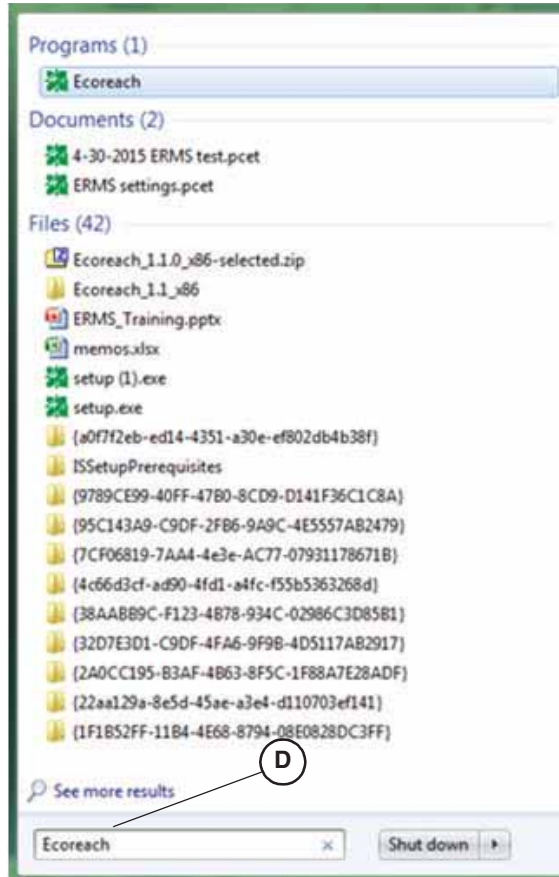 Programs (1)
Ecoreach
Documents (2)
4-30-2015 ERMS test.pcet
ERMS settings.pcet
Files (42)
Ecoreach_1.1.0_x86-selected.zip
Ecoreach_1.1_x86
ERMS_Training.pptx
memos.xlsx
setup (1).exe
setup.exe
{a0f7f2eb-ed14-4351-a30e-ef802db4b38f}
ISSetupPrerequisites
{9789CE99-40FF-47B0-8CD9-D141F36C1C8A}
{95C143A9-C9DF-2FB6-9A9C-4E5557AB2479}
{7CF06819-7AA4-4e3e-AC77-07931178671B}
{4c66d3cf-ad90-4fd1-a4fc-f55b5363268d}
{38AABB9C-F123-4B78-934C-02986C3D85B1}
{32D7E3D1-C9DF-4FA6-9F9B-4D5117AB2917}
{2A0CC195-B3AF-4B63-8F5C-1F88A7E28ADF}
{22aa129a-8e5d-45ae-a3e4-d110703ef141}
{1F1B52FF-11B4-4E68-8794-08E0828DC3FF}
D
See more results
Ecoreach
Shut down